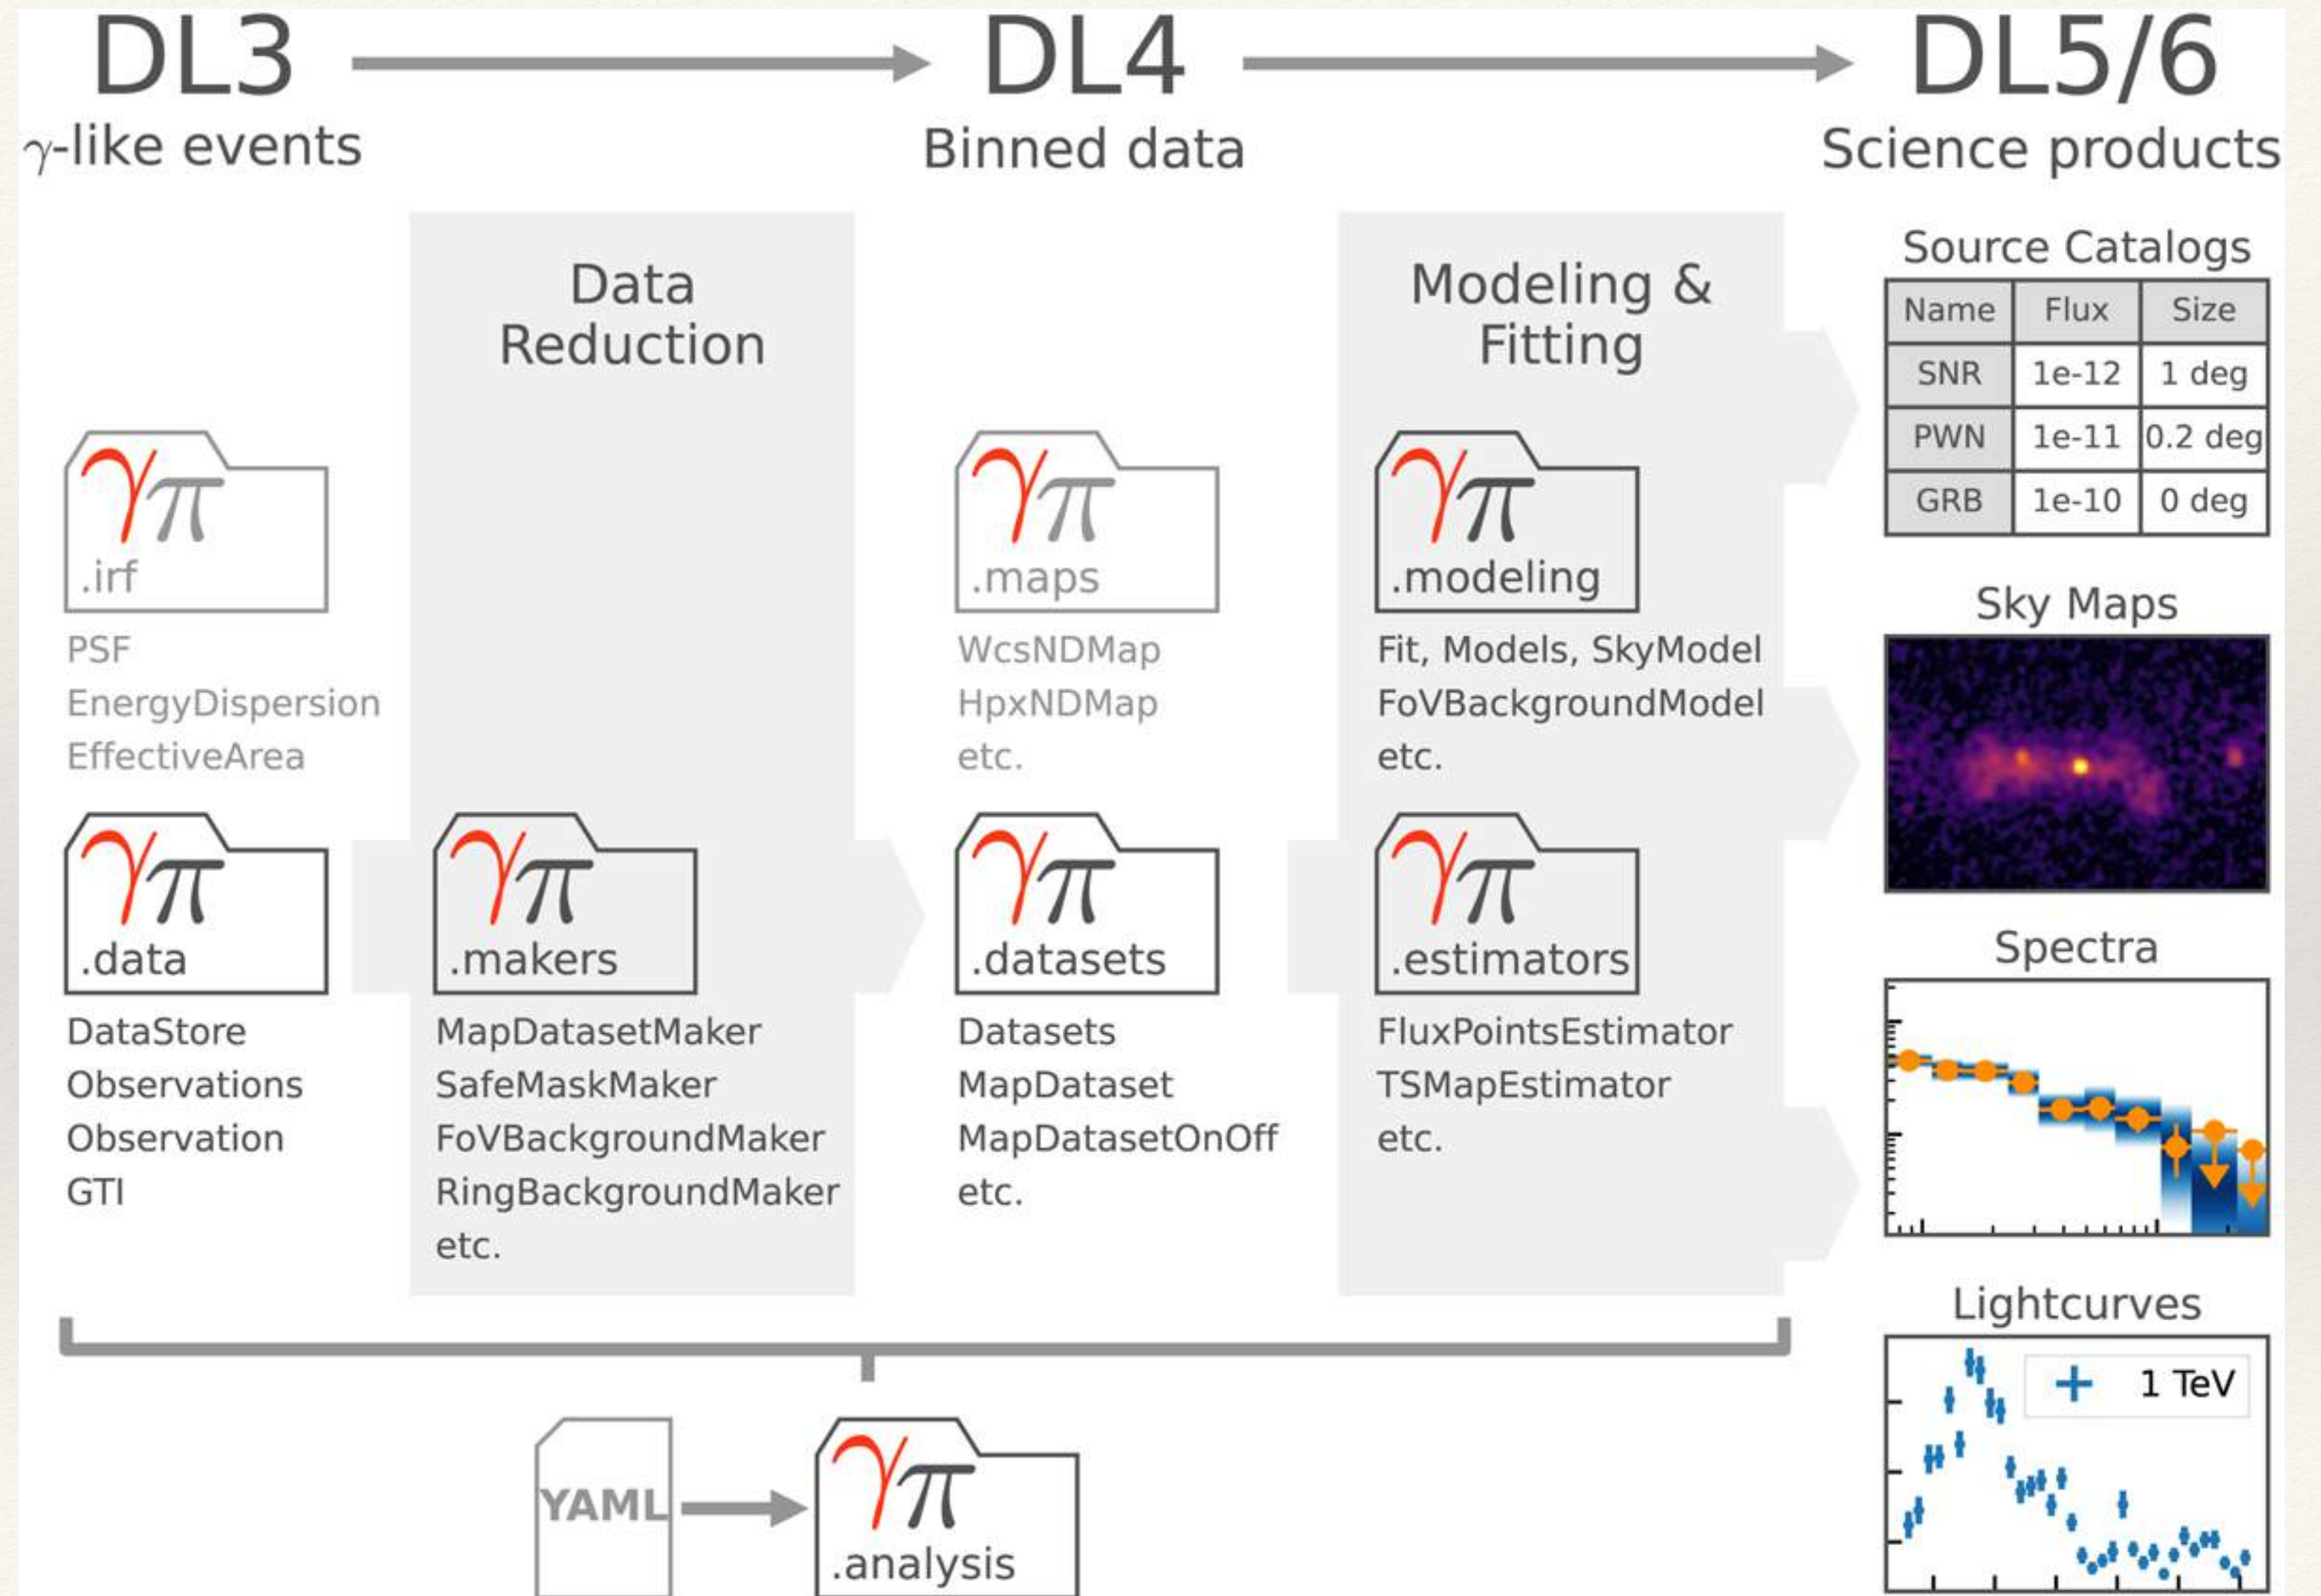 DL3
DL4
DL5/6
γ-like events
Binned data
Science products
Data
Reduction
Modeling &
Fitting
γπ
.irf
PSF
EnergyDispersion
EffectiveArea
γπ
.data
DataStore
Observations
Observation
GTI
γπ
.makers
MapDatasetMaker
SafeMaskMaker
FoVBackgroundMaker
RingBackgroundMaker
etc.
γπ
.maps
WcsNDMap
HpxNDMap
etc.
γπ
.datasets
Datasets
MapDataset
MapDatasetOnOff
etc.
γπ
.modeling
Fit, Models, SkyModel
FoVBackgroundModel
etc.
γπ
.estimators
FluxPointsEstimator
TSMapEstimator
etc.
Source Catalogs
Name Flux Size
SNR 1e-12 1 deg
PWN 1e-11 0.2 deg
GRB 1e-10 0 deg
Sky Maps
Spectra
Lightcurves
1 TeV
YAML
γπ
.analysis